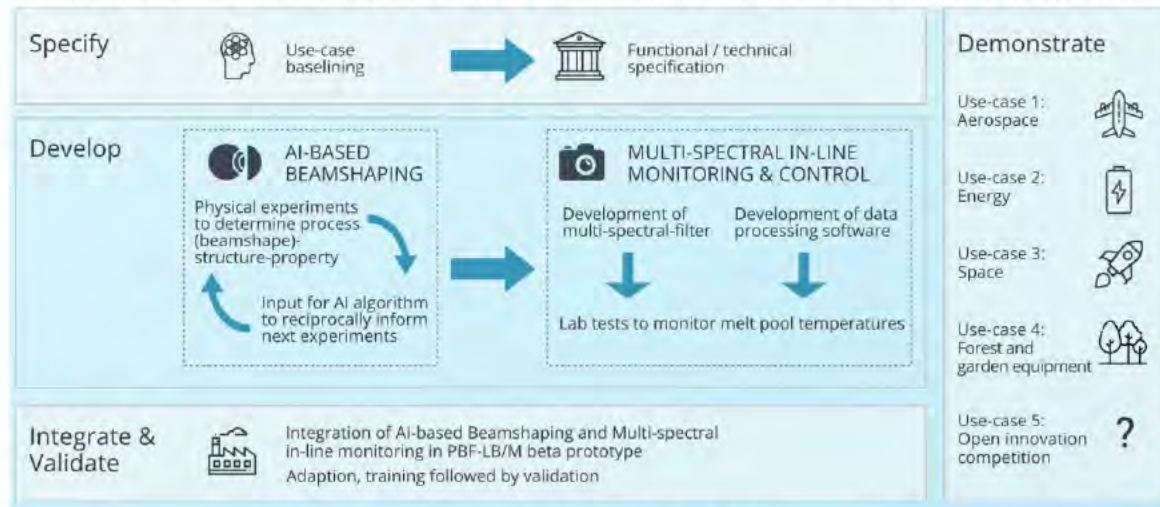 Specify
Use-case
baselining
Functional / technical
specification
Develop
AI-BASED
BEAMSHAPING
Physical experiments
to determine process
(beamshape)-
structure-property
Input for AI algorithm
to reciprocally inform
next experiments
MULTI-SPECTRAL IN-LINE
MONITORING & CONTROL
Development of
multi-spectral-filter
Development of data
processing software
Lab tests to monitor melt pool temperatures
Integrate &
Validate
Integration of AI-based Beamshaping and Multi-spectral
in-line monitoring in PBF-LB/M beta prototype
Adaption, training followed by validation
Demonstrate
Use-case 1:
Aerospace
Use-case 2:
Energy
Use-case 3:
Space
Use-case 4:
Forest and
garden equipment
Use-case 5:
Open innovation
competition
?